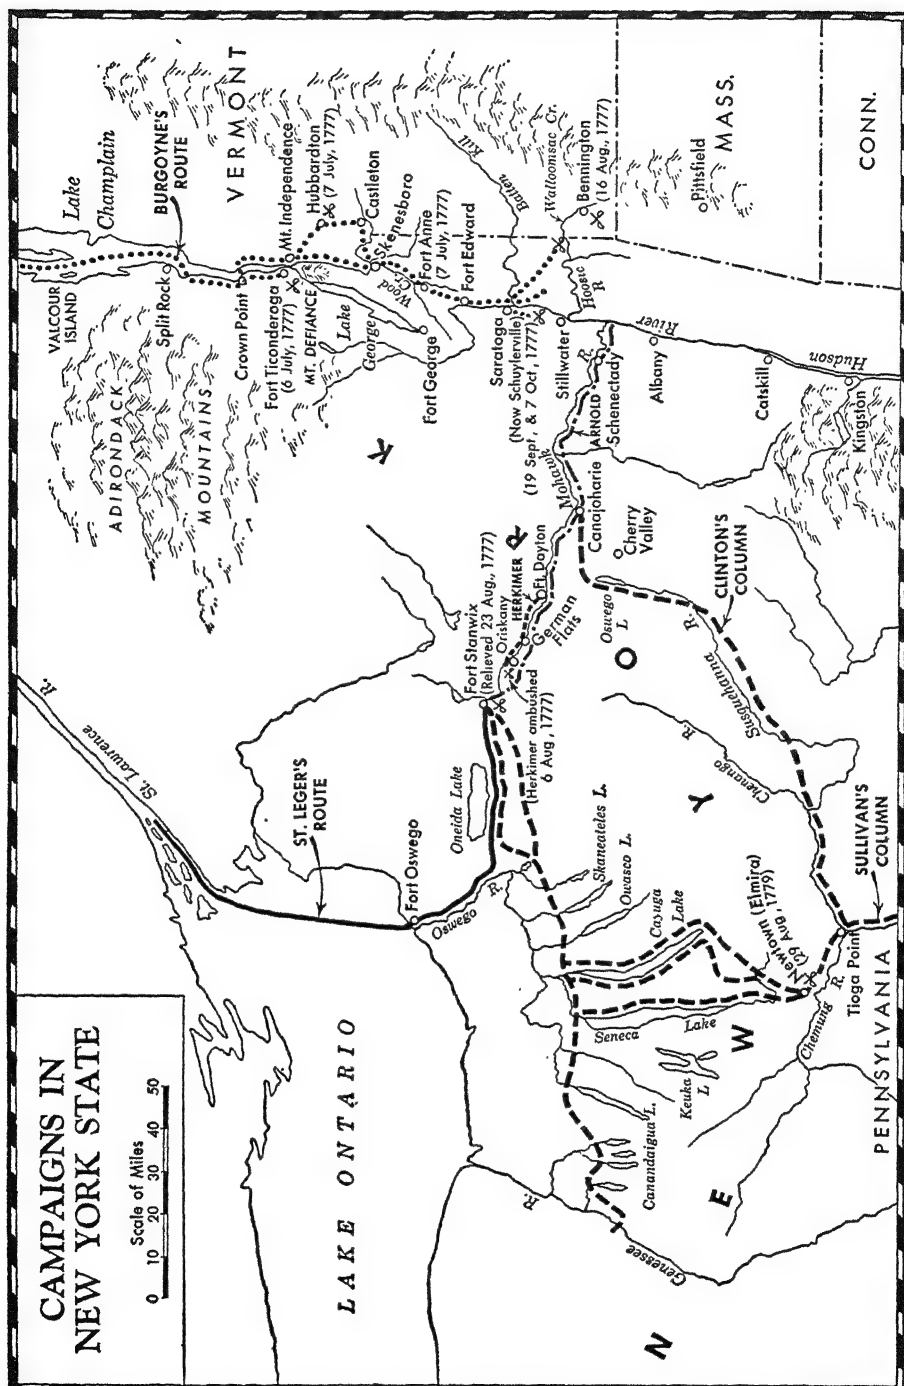 CAMPAIGNS IN
NEW YORK STATE
Scale of Miles
0 10 20 30 40 50
LAKE ONTARIO
St. Lawrence R.
ST. LEGER'S
ROUTE
Fort Oswego
Oswego R.
Oneida Lake
Fort Stanwix
(Relieved 23 Aug., 1777)
Oriskany
HERKIMER
Ft. Dayton
German
Flats
(Herkimer ambushed
6 Aug, 1777)
ADIRONDACK
MOUNTAINS
VALCOUR
ISLAND
Lake
Champlain
BURGOYNE'S
ROUTE
VERMONT
Split Rock
Crown Point
Fort Ticonderoga
(6 July, 1777)
MT. DEFIANCE
Mt. Independence
Hubbardton
(7 July, 1777)
Castleton
Skenesboro
Lake
George
Wood Cr.
Fort Anne
(7 July, 1777)
Fort George
Fort Edward
Baten Kill
Saratoga
(Now Schuylerville)
(19 Sept., & 7 Oct, 1777)
Walloomsac Cr.
Bennington
(16 Aug., 1777)
Hoosic
R
Stillwater
Mohawk R.
ARNOLD
Schenectady
Albany
Hudson River
Catskill
Kingston
Pittsfield
MASS.
CONN.
Canajoharie
Cherry
Valley
Oswego
L
CLINTON'S
COLUMN
Susquehanna R.
Chenango R.
Skaneateles L.
Owasco L.
Cayuga
Lake
Seneca Lake
Keuka
L
Canandaigua L.
Genessee R.
Newtown (Elmira)
(29 Aug., 1779)
Chemung R.
Tioga Point
SULLIVAN'S
COLUMN
PENNSYLVANIA
NEW YORK